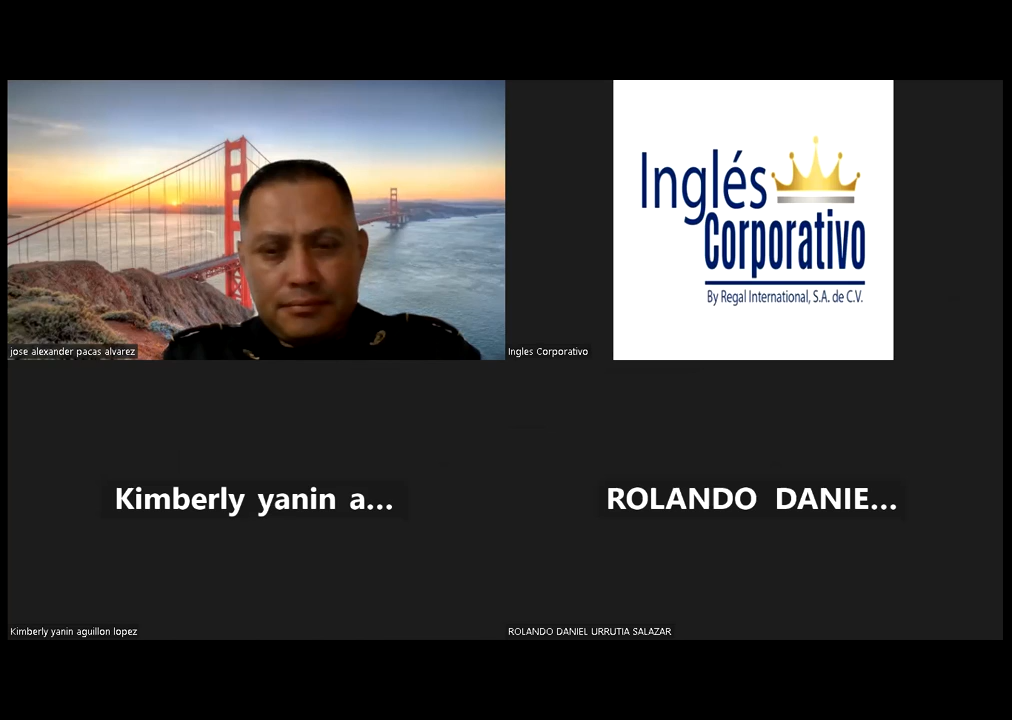 Inglés
Corporativo
By Regal International, S.A. de C.V.
jose alexander pacas alvarez
Ingles Corporativo
Kimberly yanin a...
ROLANDO DANIE...
Kimberly yanin aguillon lopez
ROLANDO DANIEL URRUTIA SALAZAR